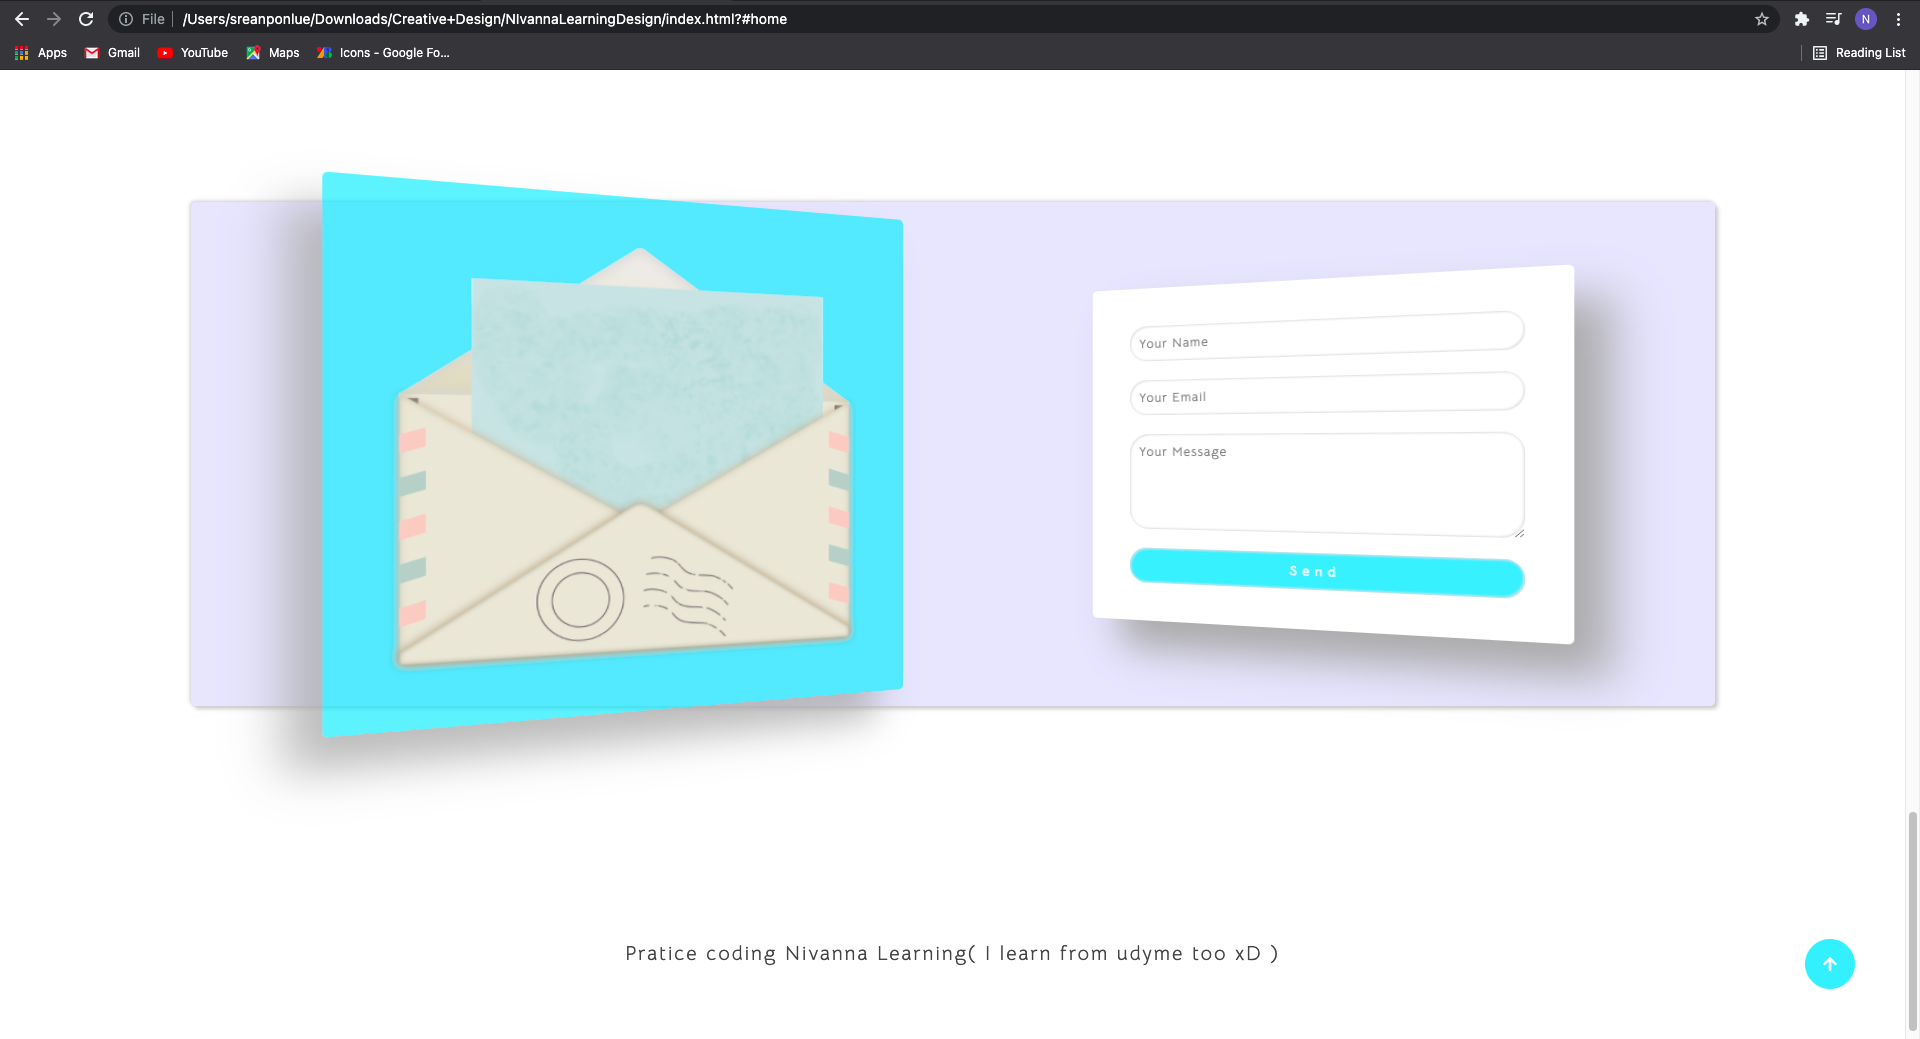 File /Users/sreanponlue/Downloads/Creative+Design/NIvannaLearningDesign/index.html?#home
N
Apps Gmail YouTube Maps Icons - Google Fo... Reading List
Your Name
Your Email
Your Message
Send
Pratice coding Nivanna Learning( I learn from udyme too xD )